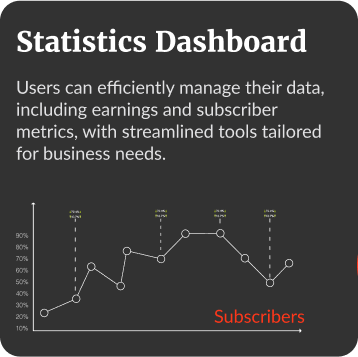 Statistics Dashboard
Users can efficiently manage their data,
including earnings and subscriber
metrics, with streamlined tools tailored
for business needs.
90%
80%
70%
60%
50%
40%
30%
20%
10%
Subscribers